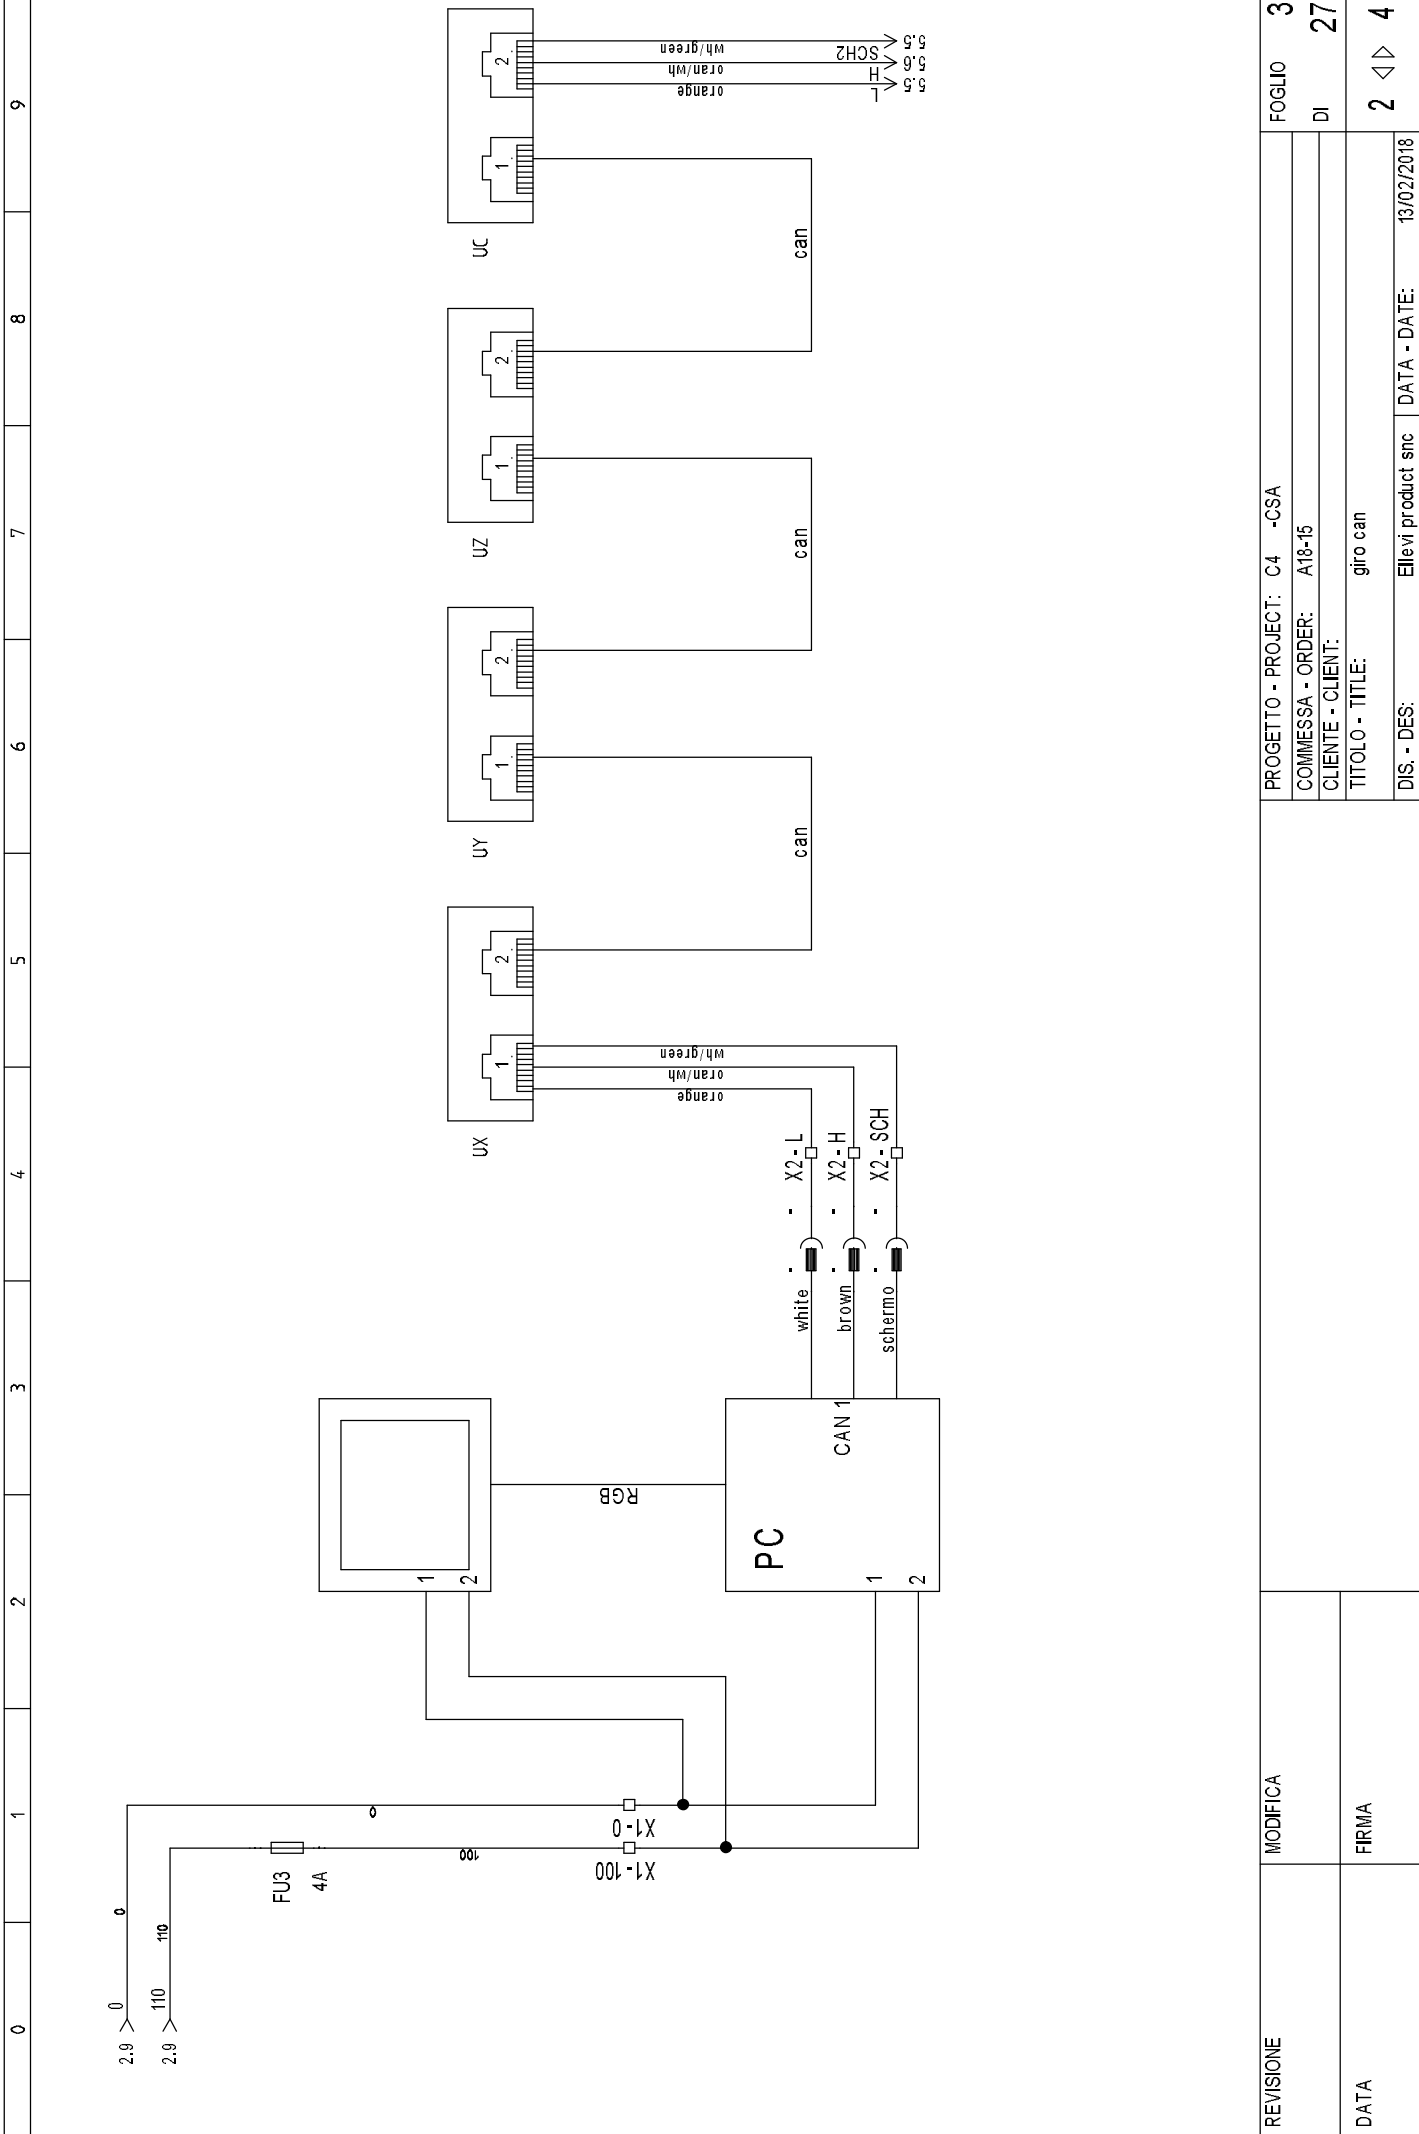 0 1 2 3 4 5 6 7 8 9
2.9 0 0
2.9 110 110
FU3
4A
0
100
X1-0
X1-100
1
2
RGB
PC
1
2
CAN 1
white
brown
schermo
- - X2-L
- - X2-H
- - X2-SCH
orange
oran/wh
wh/green
UX
1
2
can
UY
1
2
can
UZ
1
2
can
UC
1
2
wh/green
oran/wh
orange
SCH2
H
L
5.5
5.6
5.5
REVISIONE
MODIFICA
DATA
FIRMA
PROGETTO - PROJECT: C4 -CSA
COMMESSA - ORDER: A18-15
CLIENTE - CLIENT:
TITOLO - TITLE: giro can
DIS. - DES: Ellevi product snc
DATA - DATE: 13/02/2018
FOGLIO 3
DI 27
2 ◁▷ 4